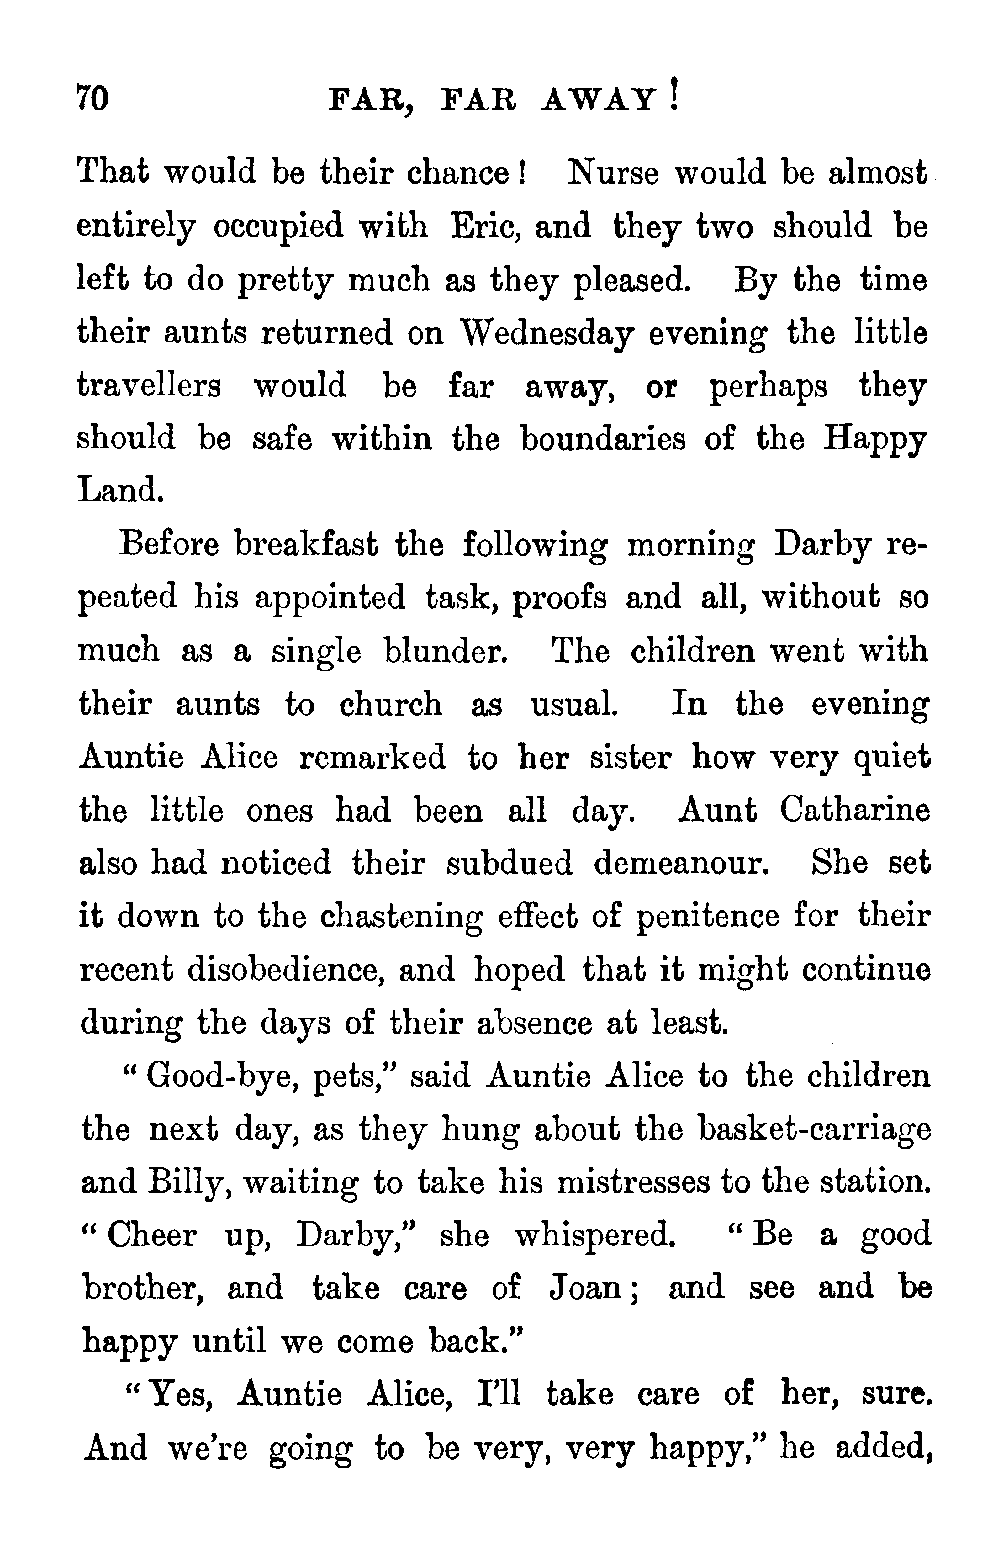 70 FAR, FAR AWAY!
That would be their chance! Nurse would be almost
entirely occupied with Eric, and they two should be
left to do pretty much as they pleased. By the time
their aunts returned on Wednesday evening the little
travellers would be far away, or perhaps they
should be safe within the boundaries of the Happy
Land.
Before breakfast the following morning Darby re-
peated his appointed task, proofs and all, without so
much as a single blunder. The children went with
their aunts to church as usual. In the evening
Auntie Alice remarked to her sister how very quiet
the little ones had been all day. Aunt Catharine
also had noticed their subdued demeanour. She set
it down to the chastening effect of penitence for their
recent disobedience, and hoped that it might continue
during the days of their absence at least.
“Good-bye, pets,” said Auntie Alice to the children
the next day, as they hung about the basket-carriage
and Billy, waiting to take his mistresses to the station.
“Cheer up, Darby,” she whispered. “Be a good
brother, and take care of Joan; and see and be
happy until we come back.”
“Yes, Auntie Alice, I'll take care of her, sure.
And we're going to be very, very happy,” he added,